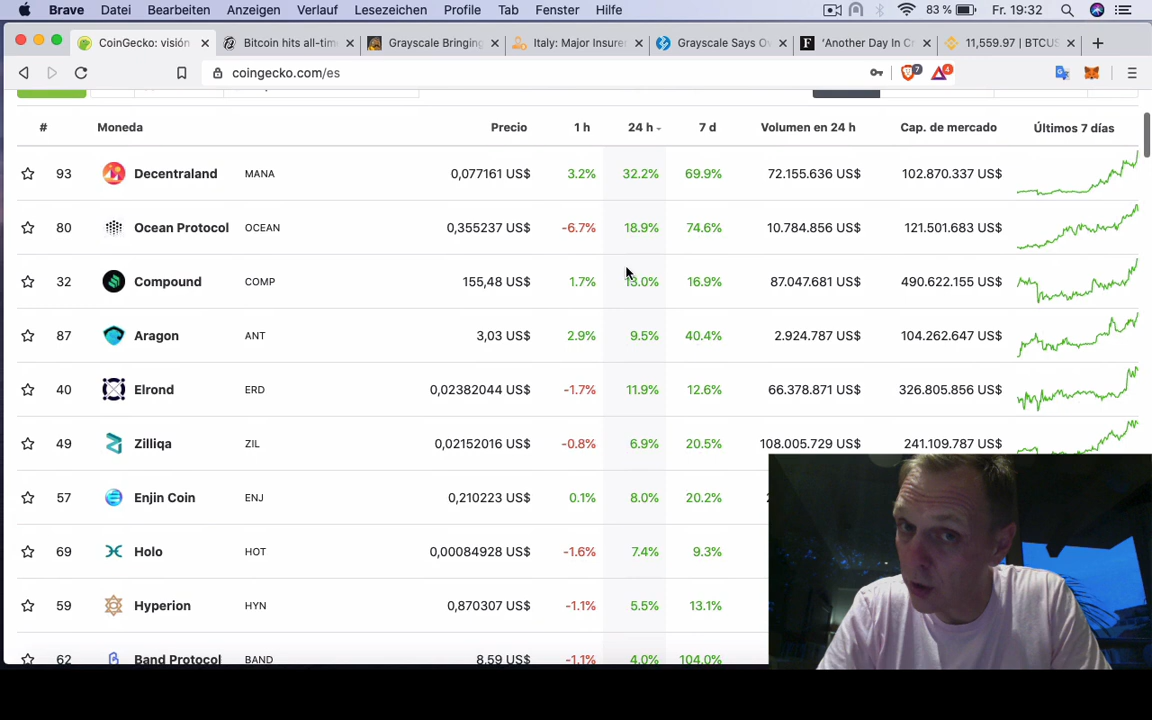 Brave Datei Bearbeiten Anzeigen Verlauf Lesezeichen Profile Tab Fenster Hilfe 83 % Fr. 19:32
CoinGecko: visión Bitcoin hits all-tim Grayscale Bringing Italy: Major Insure Grayscale Says O 'Another Day In Cr 11,559.97 | BTCUS
coingecko.com/es 7 4
# Moneda Precio 1 h 24 h 7 d Volumen en 24 h Cap. de mercado Últimos 7 días
93 Decentraland MANA 0,077161 US$ 3.2% 32.2% 69.9% 72.155.636 US$ 102.870.337 US$
80 Ocean Protocol OCEAN 0,355237 US$ -6.7% 18.9% 74.6% 10.784.856 US$ 121.501.683 US$
32 Compound COMP 155,48 US$ 1.7% 13.0% 16.9% 87.047.681 US$ 490.622.155 US$
87 Aragon ANT 3,03 US$ 2.9% 9.5% 40.4% 2.924.787 US$ 104.262.647 US$
40 Elrond ERD 0,02382044 US$ -1.7% 11.9% 12.6% 66.378.871 US$ 326.805.856 US$
49 Zilliqa ZIL 0,02152016 US$ -0.8% 6.9% 20.5% 108.005.729 US$ 241.109.787 US$
57 Enjin Coin ENJ 0,210223 US$ 0.1% 8.0% 20.2%
69 Holo HOT 0,00084928 US$ -1.6% 7.4% 9.3%
59 Hyperion HYN 0,870307 US$ -1.1% 5.5% 13.1%
62 Band Protocol BAND 8,59 US$ -1.1% 4.0% 104.0%